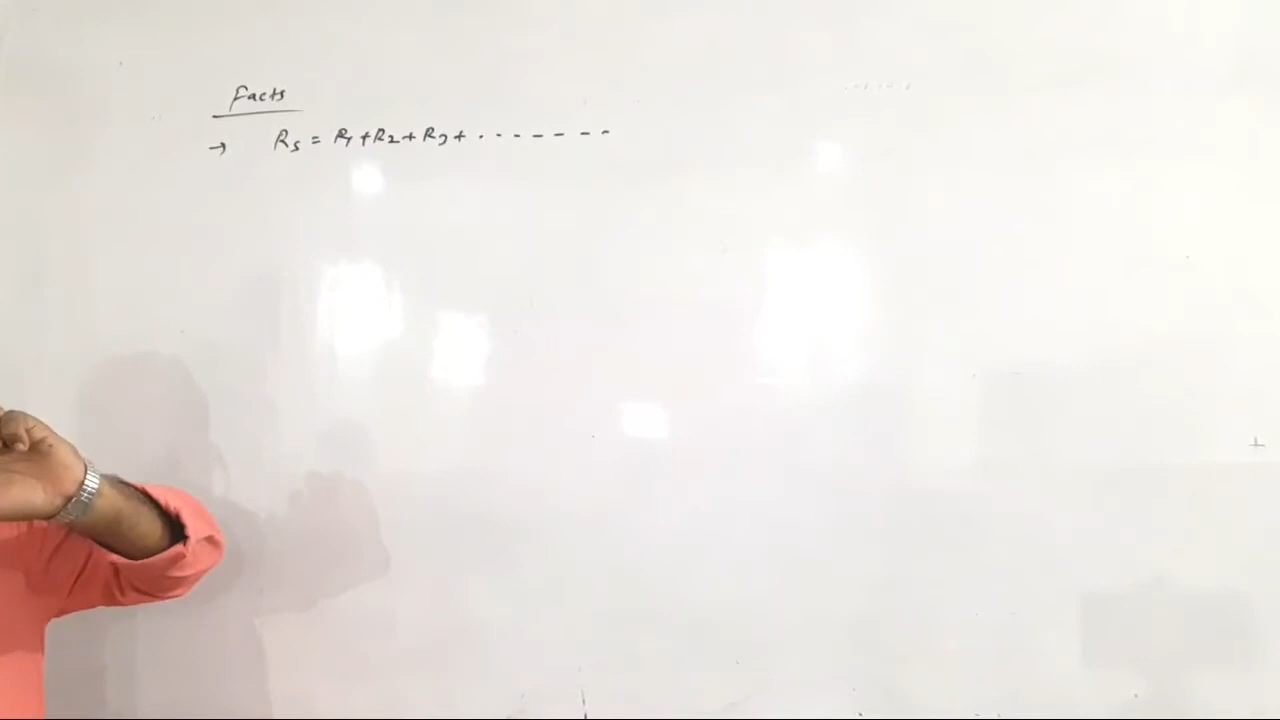 Facts
→ Rs = R1 + R2 + R3 + . . - - - - - -